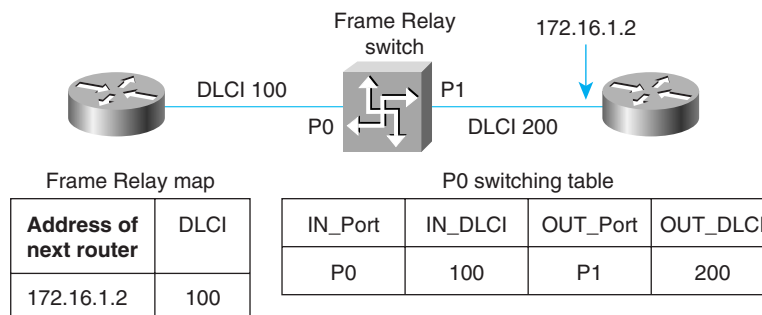 Frame Relay
switch
172.16.1.2
DLCI 100
P1
P0
DLCI 200
Frame Relay map
P0 switching table
Address of
next router
DLCI
172.16.1.2
100
IN_Port
IN_DLCI
OUT_Port
OUT_DLCI
P0
100
P1
200